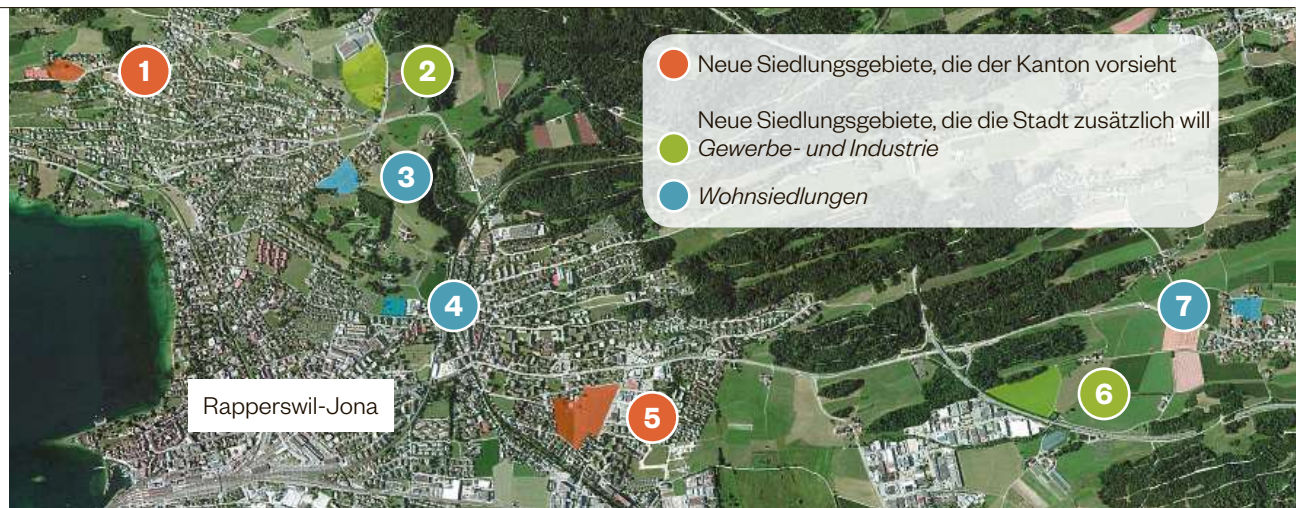 1
2
Neue Siedlungsgebiete, die der Kanton vorsieht
Neue Siedlungsgebiete, die die Stadt zusätzlich will
Gewerbe- und Industrie
Wohnsiedlungen
3
4
7
Rapperswil-Jona
5
6